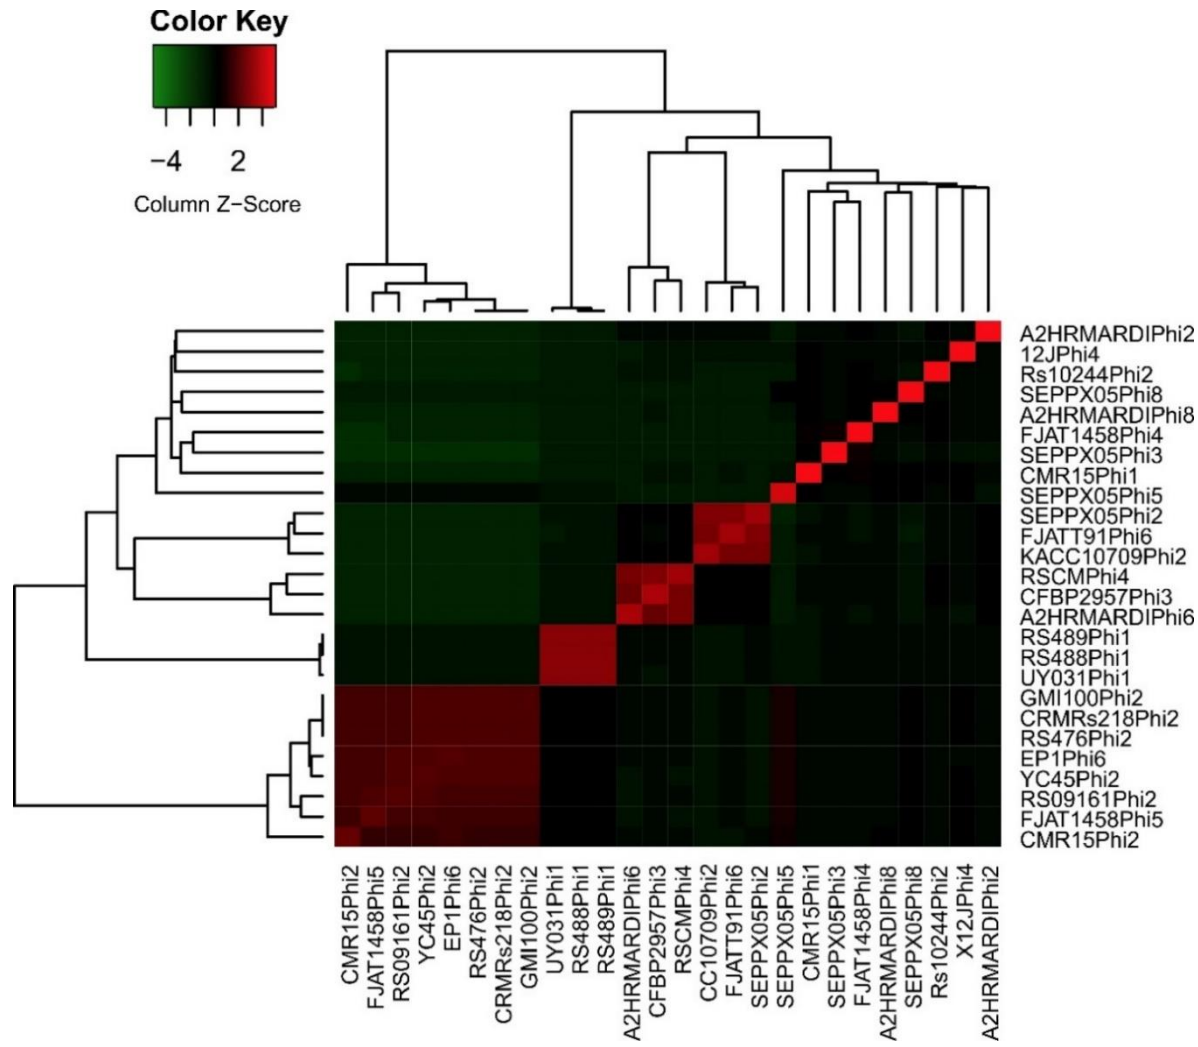 Color Key
−4 2
Column Z−Score
A2HRMARDIPhi2
12JPhi4
Rs10244Phi2
SEPPX05Phi8
A2HRMARDIPhi8
FJAT1458Phi4
SEPPX05Phi3
CMR15Phi1
SEPPX05Phi5
SEPPX05Phi2
FJATT91Phi6
KACC10709Phi2
RSCMPhi4
CFBP2957Phi3
A2HRMARDIPhi6
RS489Phi1
RS488Phi1
UY031Phi1
GMI100Phi2
CRMRs218Phi2
RS476Phi2
EP1Phi6
YC45Phi2
RS09161Phi2
FJAT1458Phi5
CMR15Phi2
CMR15Phi2
FJAT1458Phi5
RS09161Phi2
YC45Phi2
EP1Phi6
RS476Phi2
CRMRs218Phi2
GMI100Phi2
UY031Phi1
RS488Phi1
RS489Phi1
A2HRMARDIPhi6
CFBP2957Phi3
RSCMPhi4
CC10709Phi2
FJATT91Phi6
SEPPX05Phi2
SEPPX05Phi5
CMR15Phi1
SEPPX05Phi3
FJAT1458Phi4
A2HRMARDIPhi8
SEPPX05Phi8
Rs10244Phi2
X12JPhi4
A2HRMARDIPhi2